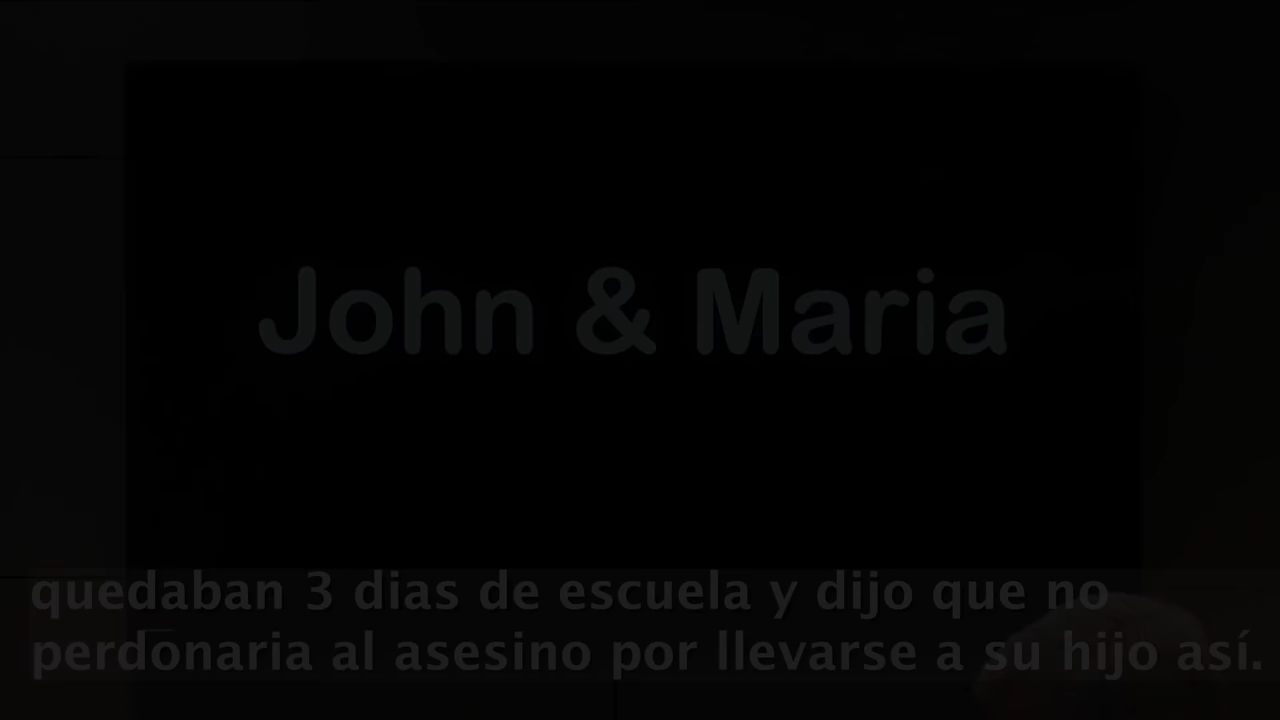 John & Maria
quedaban 3 dias de escuela y dijo que no
perdonaria al asesino por llevarse a su hijo así.